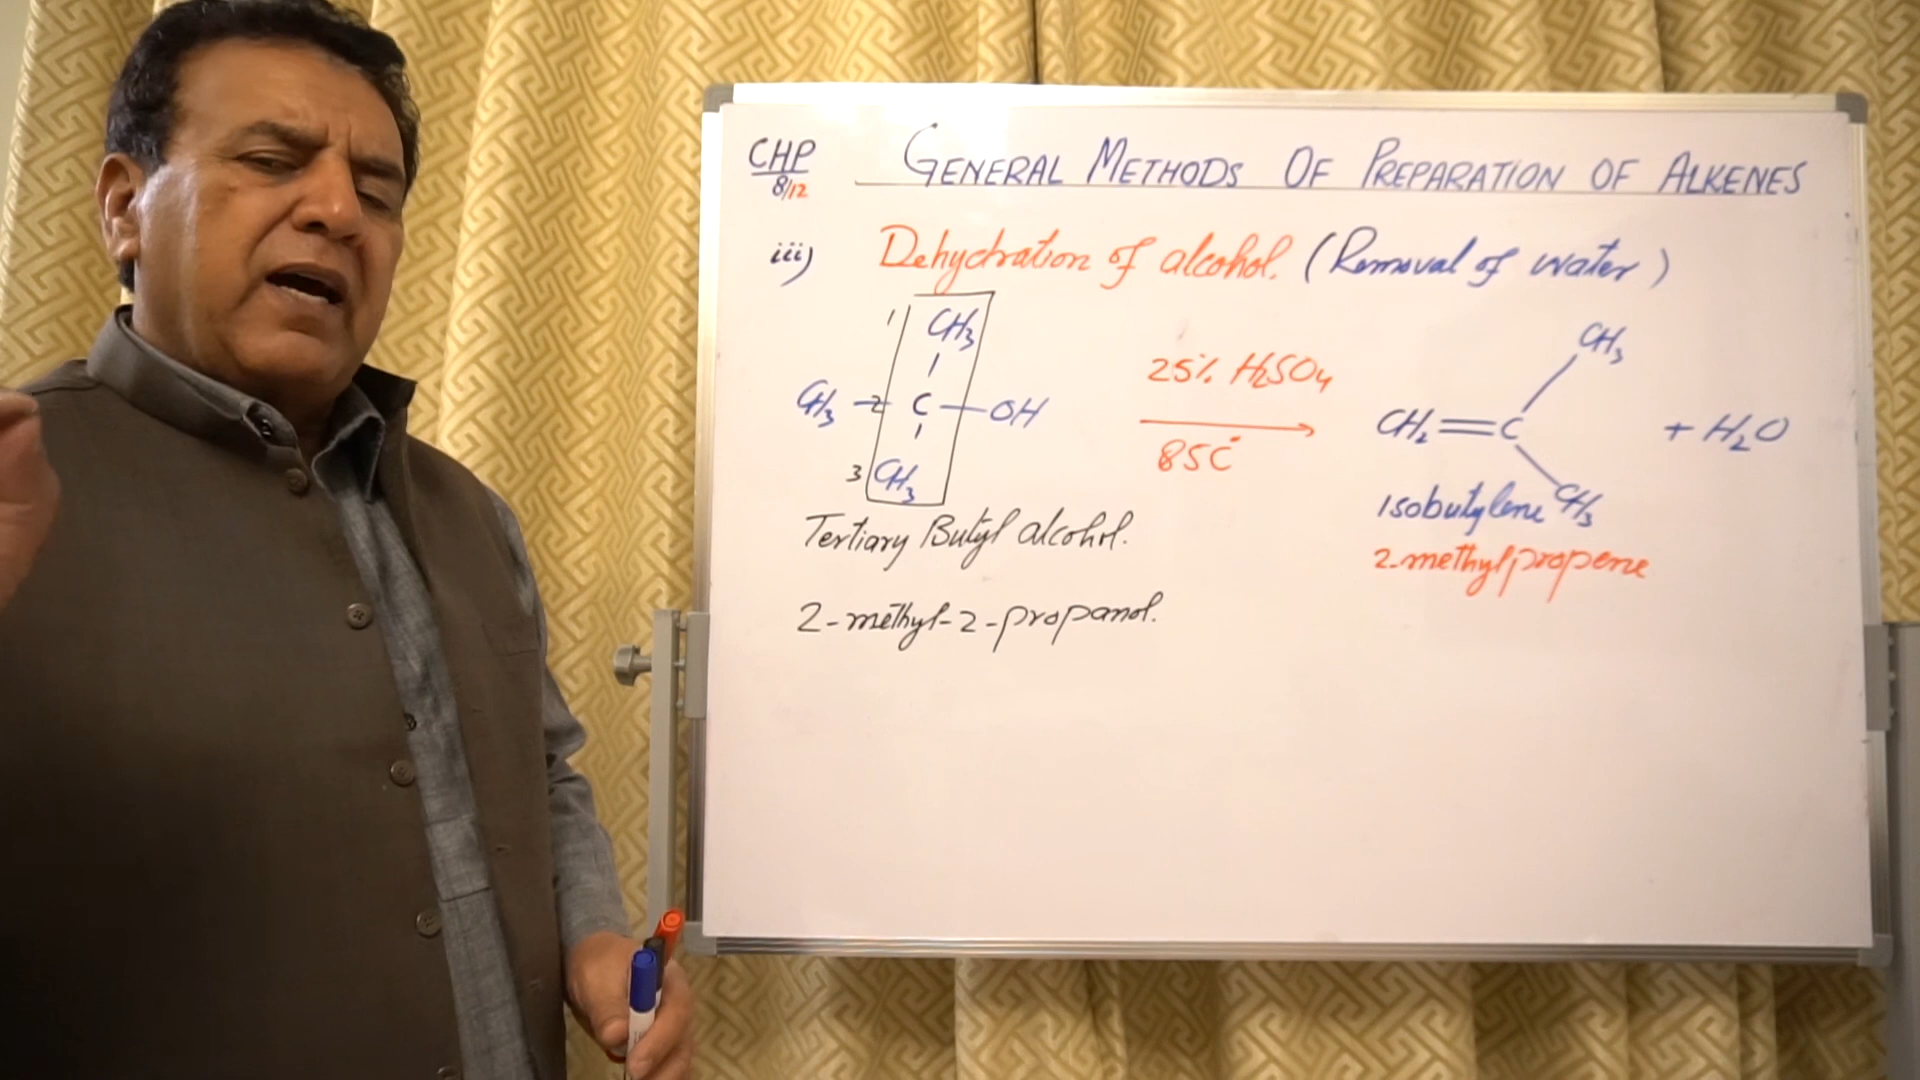 CHP
8/12
GENERAL METHODS OF PREPARATION OF ALKENES
iii) Dehydration of alcohol. (Removal of water)
1 CH3
CH3 - 2 C - OH
3 CH3
25% H2SO4
85C°
CH3
CH2=C
CH3
+ H2O
Tertiary Butyl alcohol.
2-methyl-2-propanol.
Isobutylene
2-methylpropene